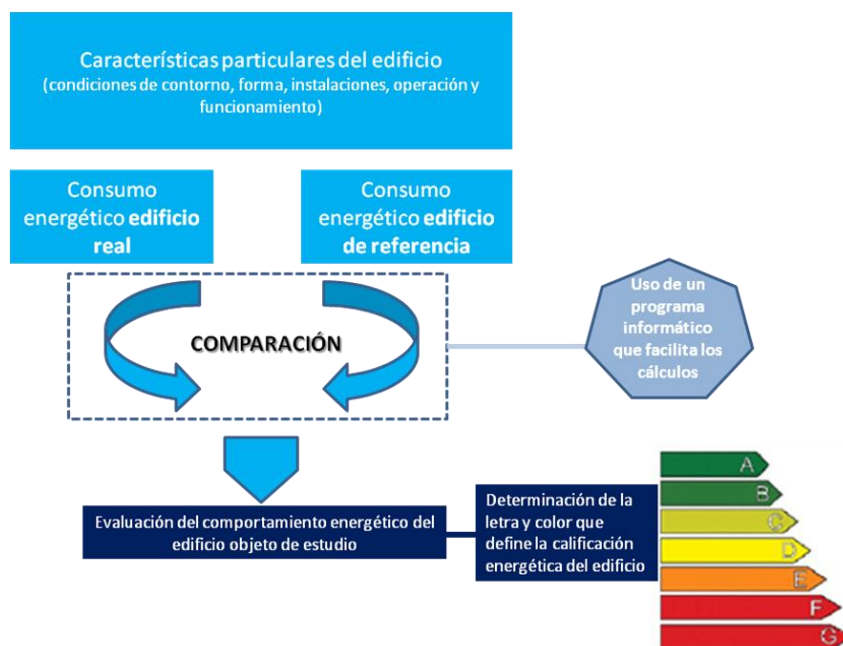 Características particulares del edificio
(condiciones de contorno, forma, instalaciones, operación y
funcionamiento)
Consumo
energético edificio
real
Consumo
energético edificio
de referencia
COMPARACIÓN
Uso de un
programa
informático
que facilita los
cálculos
Evaluación del comportamiento energético del
edificio objeto de estudio
Determinación de la
letra y color que
define la calificación
energética del edificio
A
B
C
D
E
F
G